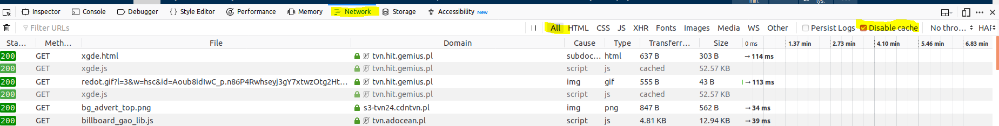 min. tys.
Inspector Console Debugger {} Style Editor Performance Memory Network Storage Accessibility New
Filter URLs All HTML CSS JS XHR Fonts Images Media WS Other Persist Logs Disable cache No thro… HAR
Sta… Meth… File Domain Cause Type Transferr… Size 0 ms 1.37 min 2.73 min 4.10 min 5.46 min 6.83 min
200 GET xgde.html tvn.hit.gemius.pl subdoc… html 637 B 303 B → 114 ms
200 GET xgde.js tvn.hit.gemius.pl script js cached 52.57 KB
200 GET redot.gif?l=3&w=hsc&id=Aoub8idIwC_p.n86P4Rwhseyj3gY7xtwzOtg2Ht… tvn.hit.gemius.pl img gif 555 B 43 B → 113 ms
200 GET xgde.js tvn.hit.gemius.pl script js cached 52.57 KB
200 GET bg_advert_top.png s3-tvn24.cdntvn.pl img png 847 B 562 B → 34 ms
200 GET billboard_gao_lib.js tvn.adocean.pl script js 4.81 KB 12.94 KB → 39 ms